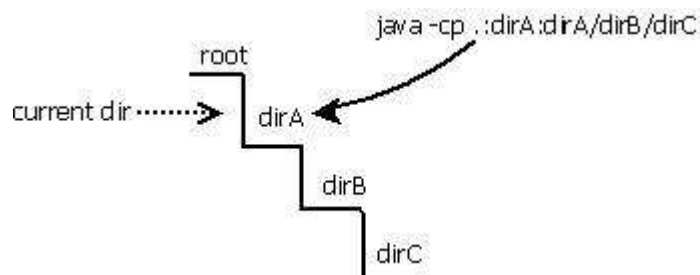 java -cp .:dirA:dirA/dirB/dirC
root
current dir
dirA
dirB
dirC